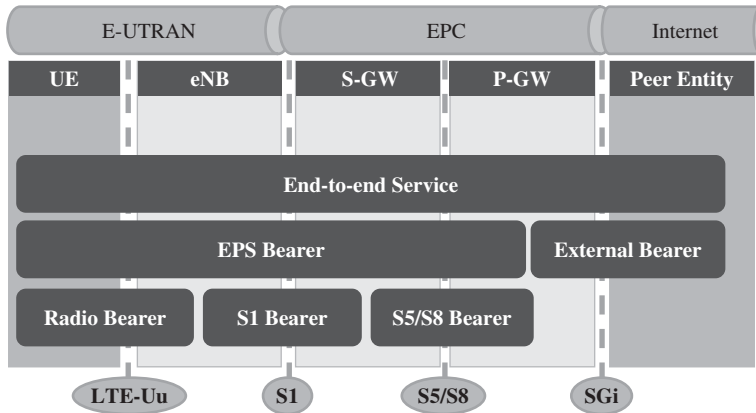 E-UTRAN EPC Internet
UE eNB S-GW P-GW Peer Entity
End-to-end Service
EPS Bearer External Bearer
Radio Bearer S1 Bearer S5/S8 Bearer
LTE-Uu S1 S5/S8 SGi